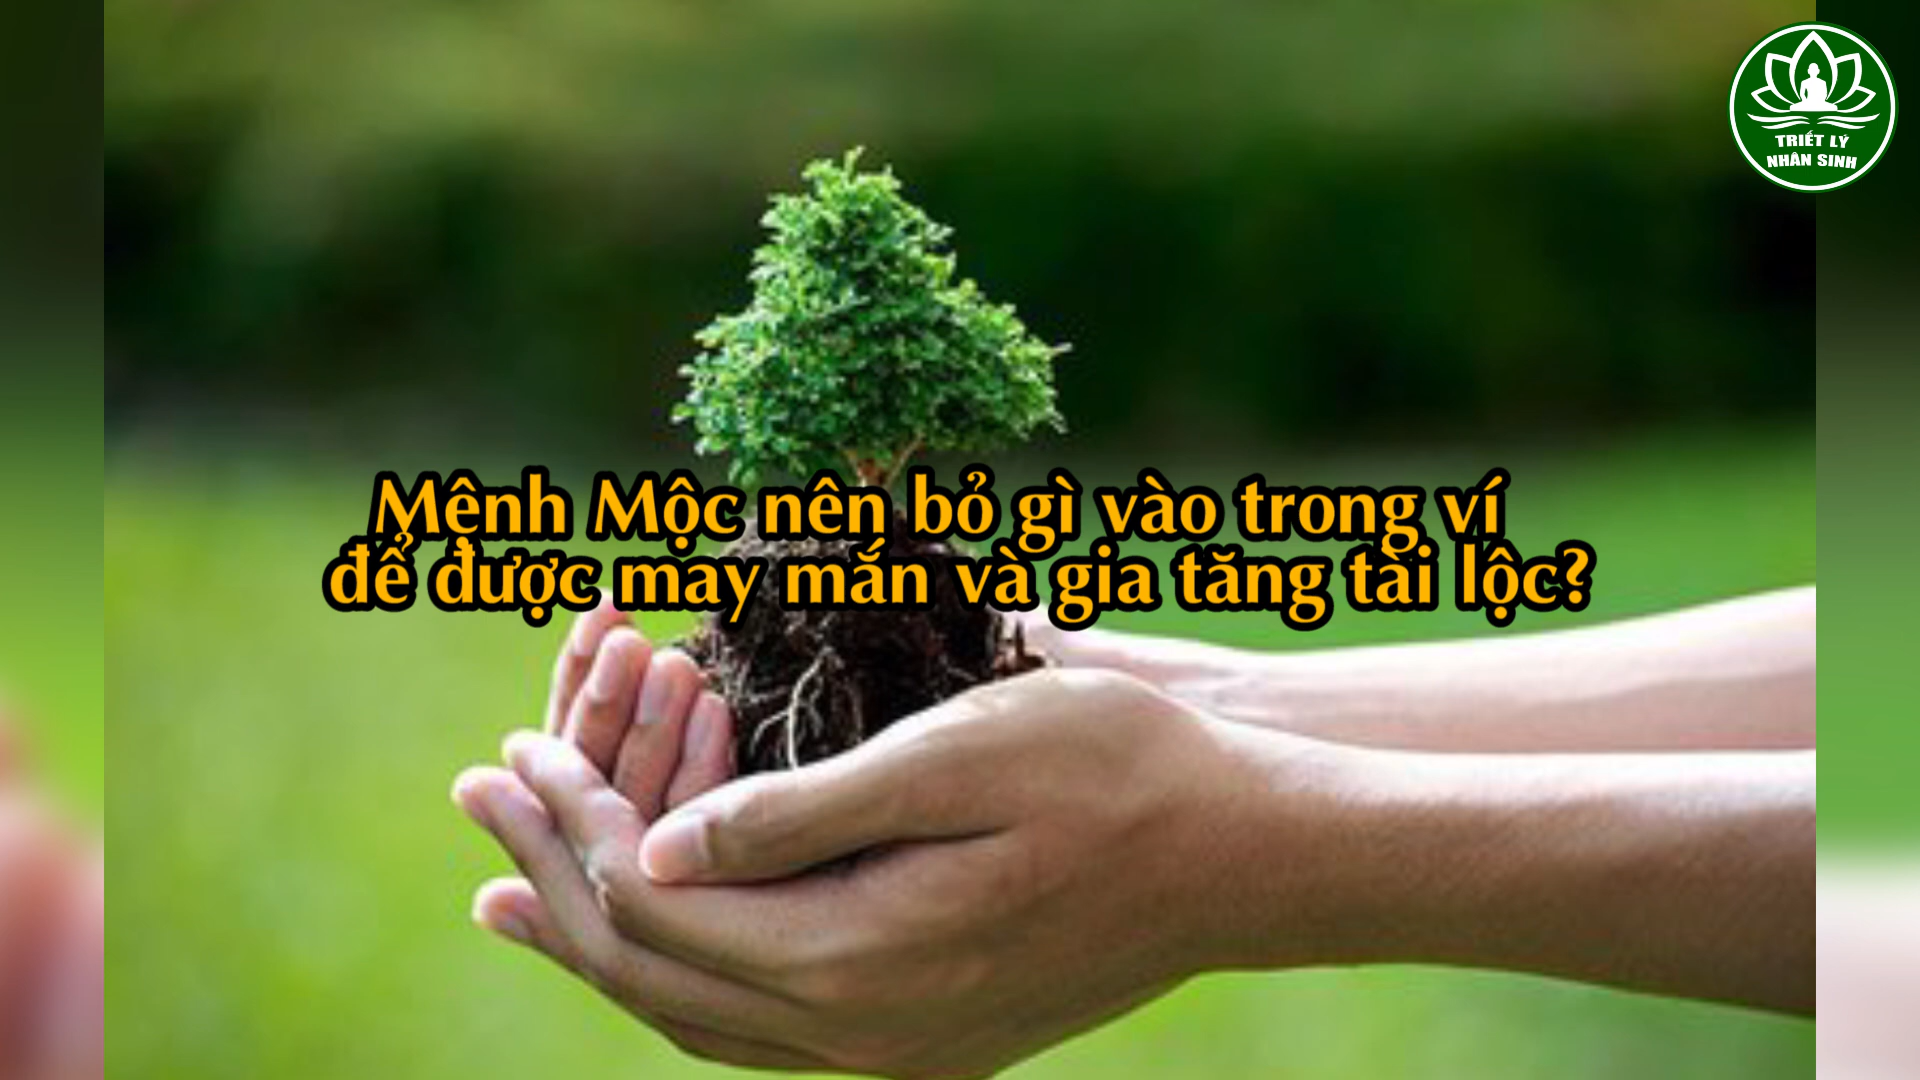 TRIẾT LÝ
NHÂN SINH
Mệnh Mộc nên bỏ gì vào trong ví
để được may mắn và gia tăng tài lộc?